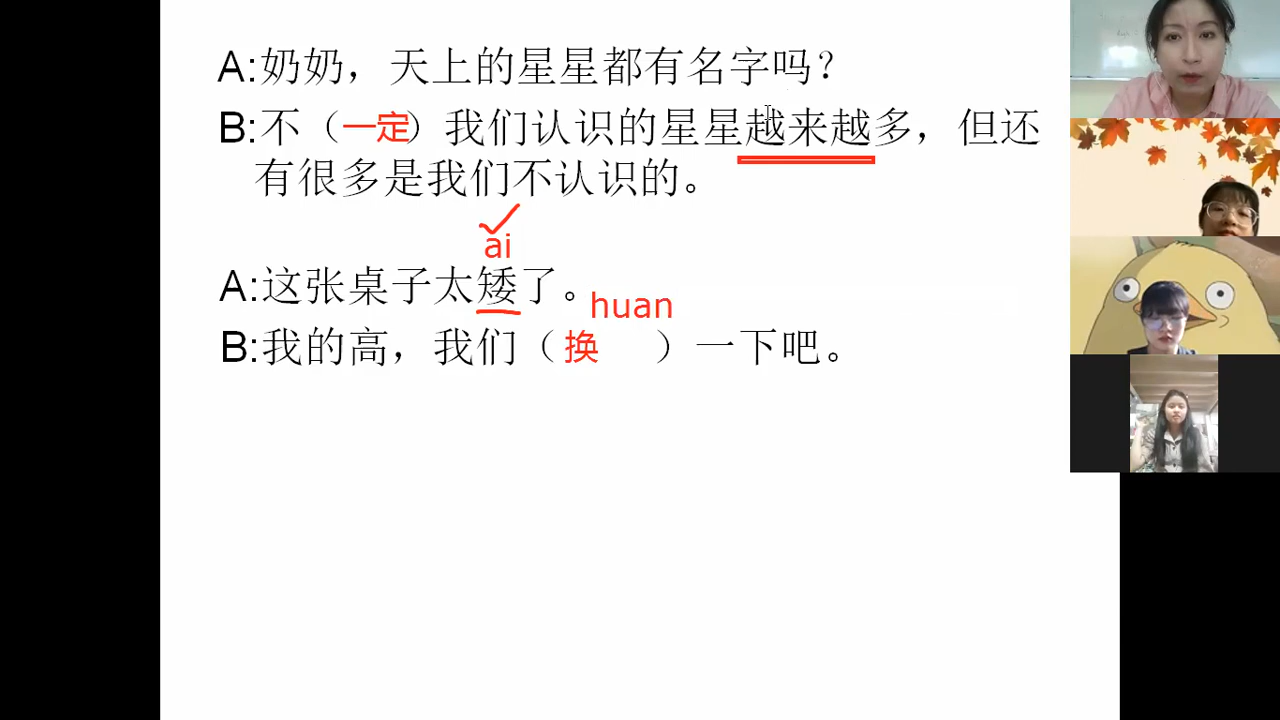 A:奶奶，天上的星星都有名字吗？
B:不（一定）我们认识的星星越来越多，但还
有很多是我们不认识的。
ai
A:这张桌子太矮了。
huan
B:我的高，我们（换 ）一下吧。